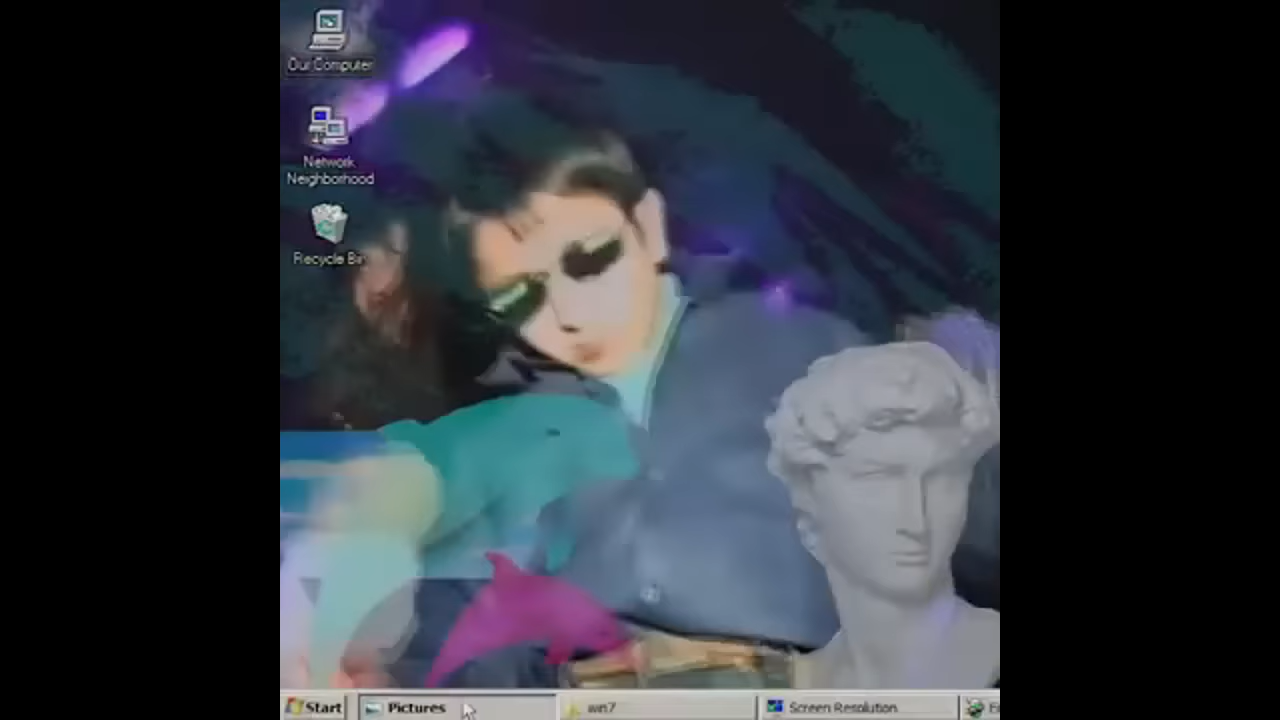 Our Computer
Network
Neighborhood
Recycle Bin
Start
Pictures
win7
Screen Resolution